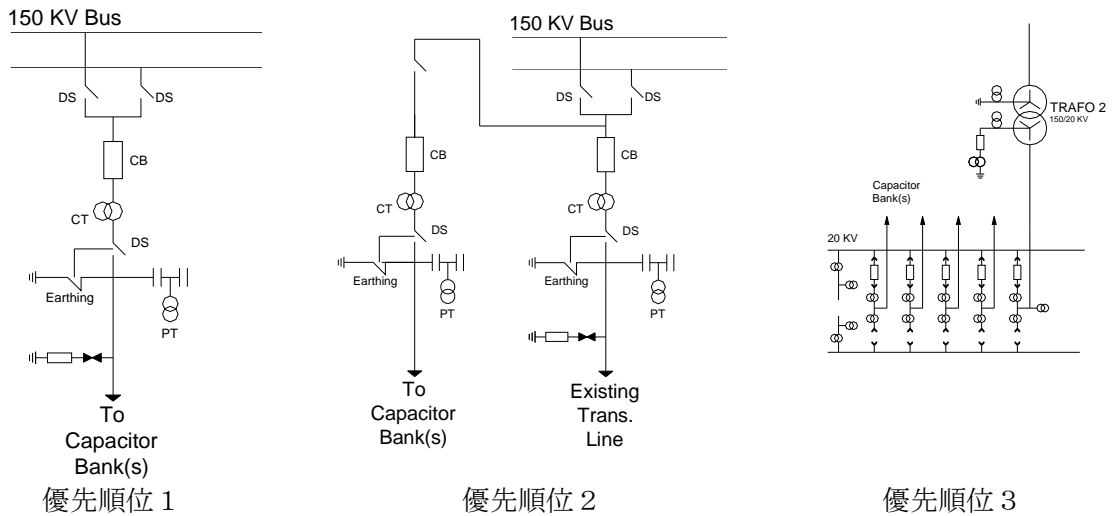 150 KV Bus
DS
DS
CB
CT
DS
Earthing
PT
To
Capacitor
Bank(s)
優先順位1
150 KV Bus
DS
DS
CB
CB
CT
CT
DS
DS
Earthing
PT
PT
To
Capacitor
Bank(s)
Existing
Trans.
Line
優先順位2
TRAFO 2
150/20 KV
Capacitor
Bank(s)
20 KV
優先順位3